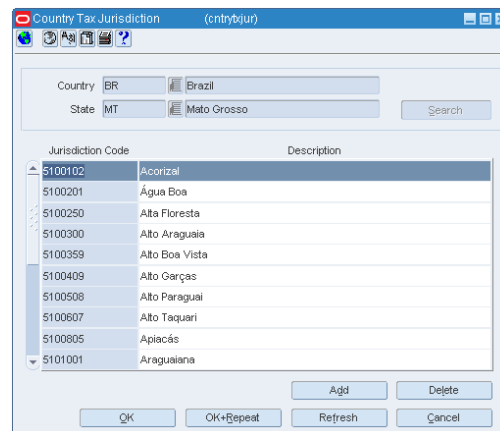 Country Tax Jurisdiction (cntrytxjur)
Country BR Brazil
State MT Mato Grosso Search
Jurisdiction Code Description
5100102 Acorizal
5100201 Água Boa
5100250 Alta Floresta
5100300 Alto Araguaia
5100359 Alto Boa Vista
5100409 Alto Garças
5100508 Alto Paraguai
5100607 Alto Taquari
5100805 Apiacás
5101001 Araguaiana
Add Delete
OK OK+Repeat Refresh Cancel